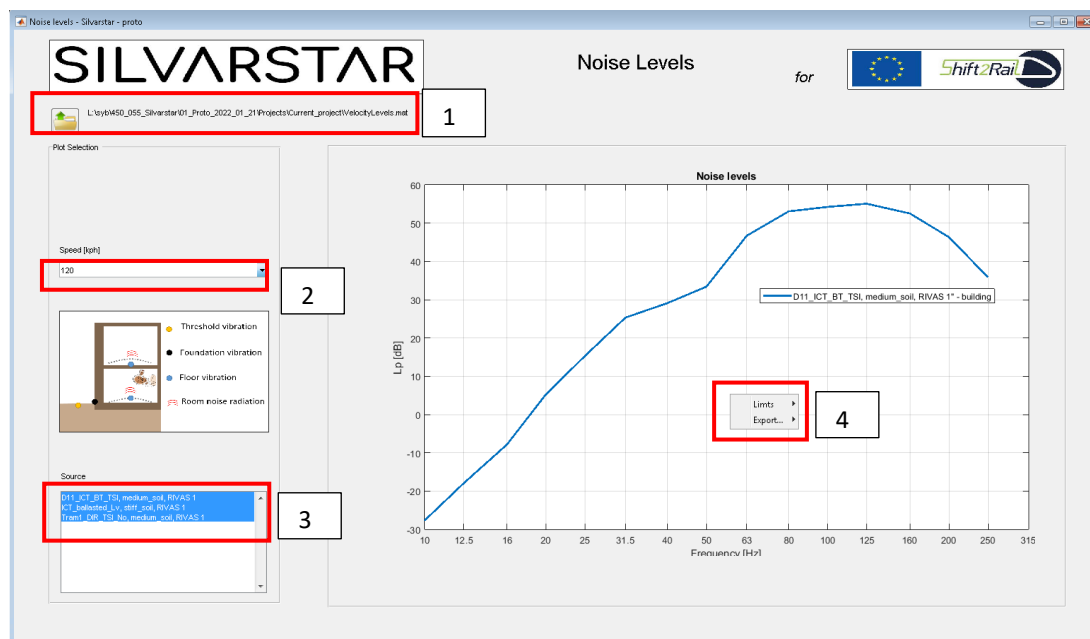 Noise levels - Silvarstar - proto
SILVARSTAR
Noise Levels
for
Shift2Rail
L:\syb\450_055_Silvarstar\01_Proto_2022_01_21\Projects\Current_project\VelocityLevels.mat
1
Plot Selection
Speed [kph]
120
2
Threshold vibration
Foundation vibration
Floor vibration
Room noise radiation
Source
D11_ICT_BT_TSI, medium_soil, RIVAS 1
ICT_ballasted_Lv, stiff_soil, RIVAS 1
Tram1_DIR_TSI_No, medium_soil, RIVAS 1
3
Noise levels
60
50
40
30
20
10
0
-10
-20
-30
Lp [dB]
D11_ICT_BT_TSI, medium_soil, RIVAS 1" - building
Limts
Export...
4
10 12.5 16 20 25 31.5 40 50 63 80 100 125 160 200 250 315
Frequency [Hz]